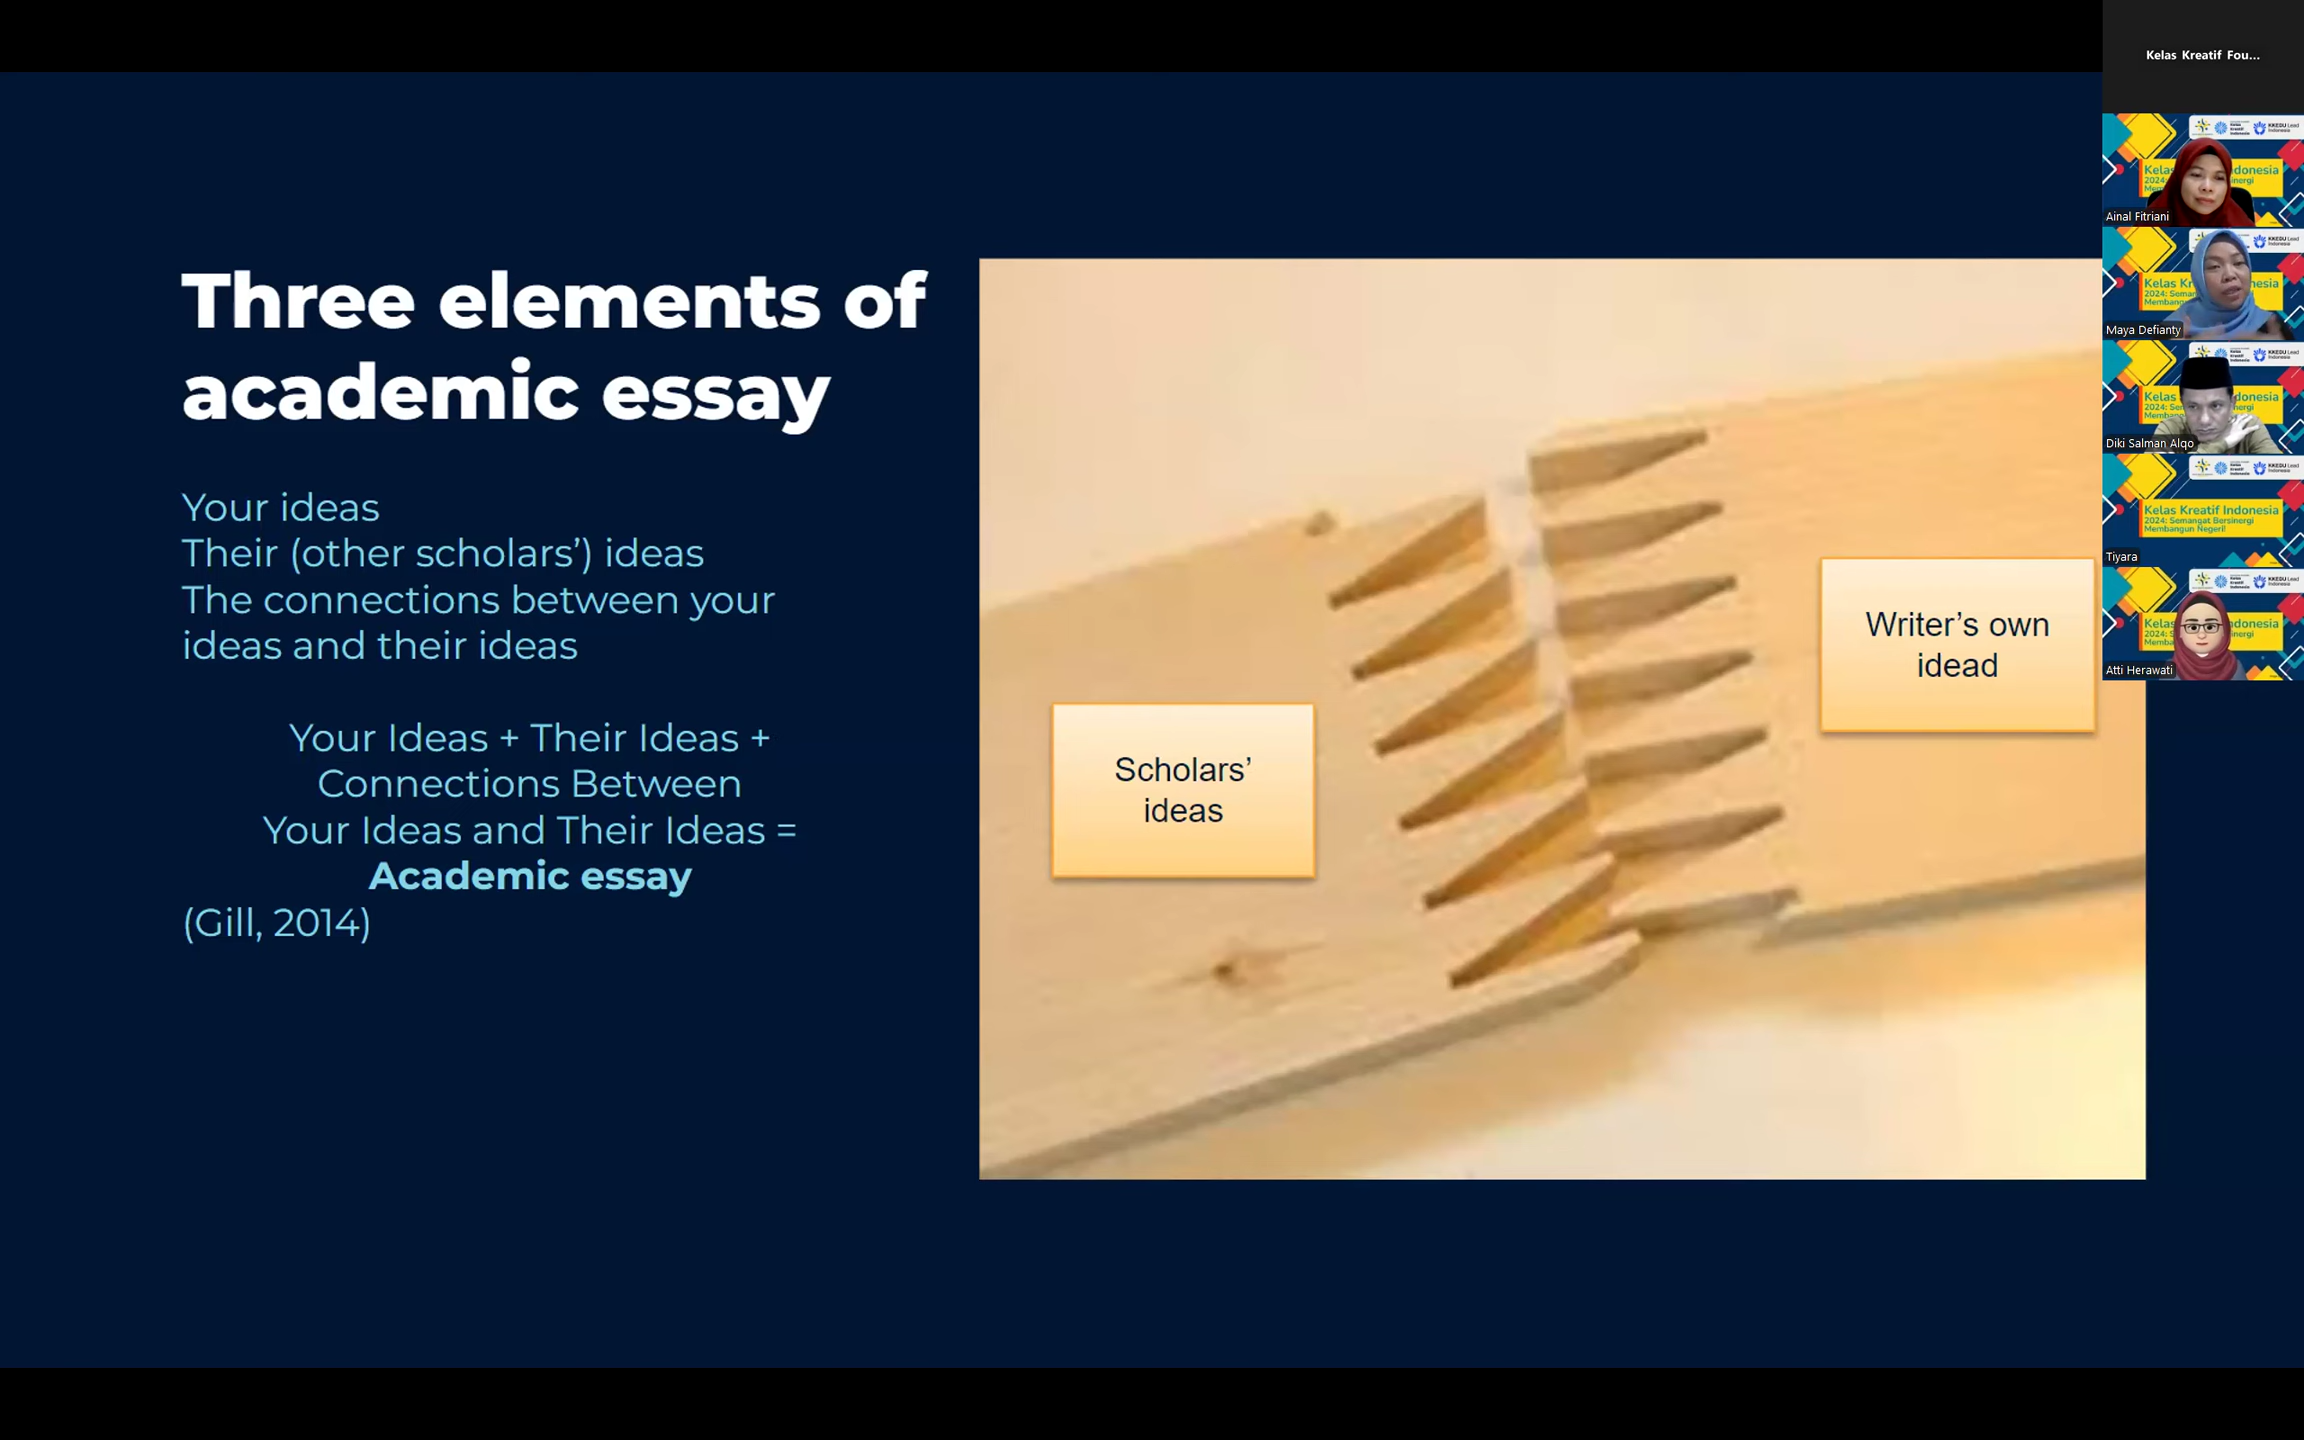 Three elements of
academic essay
Your ideas
Their (other scholars’) ideas
The connections between your
ideas and their ideas
Your Ideas + Their Ideas +
Connections Between
Your Ideas and Their Ideas =
Academic essay
(Gill, 2014)
Scholars’
ideas
Writer’s own
idead
Kelas Kreatif Fou...
Ainal Fitriani
Maya Defianty
Diki Salman Alqo
Kelas Kreatif Indonesia
2024: Semangat Bersinergi
Membangun Negeri!
Tiyara
Atti Herawati